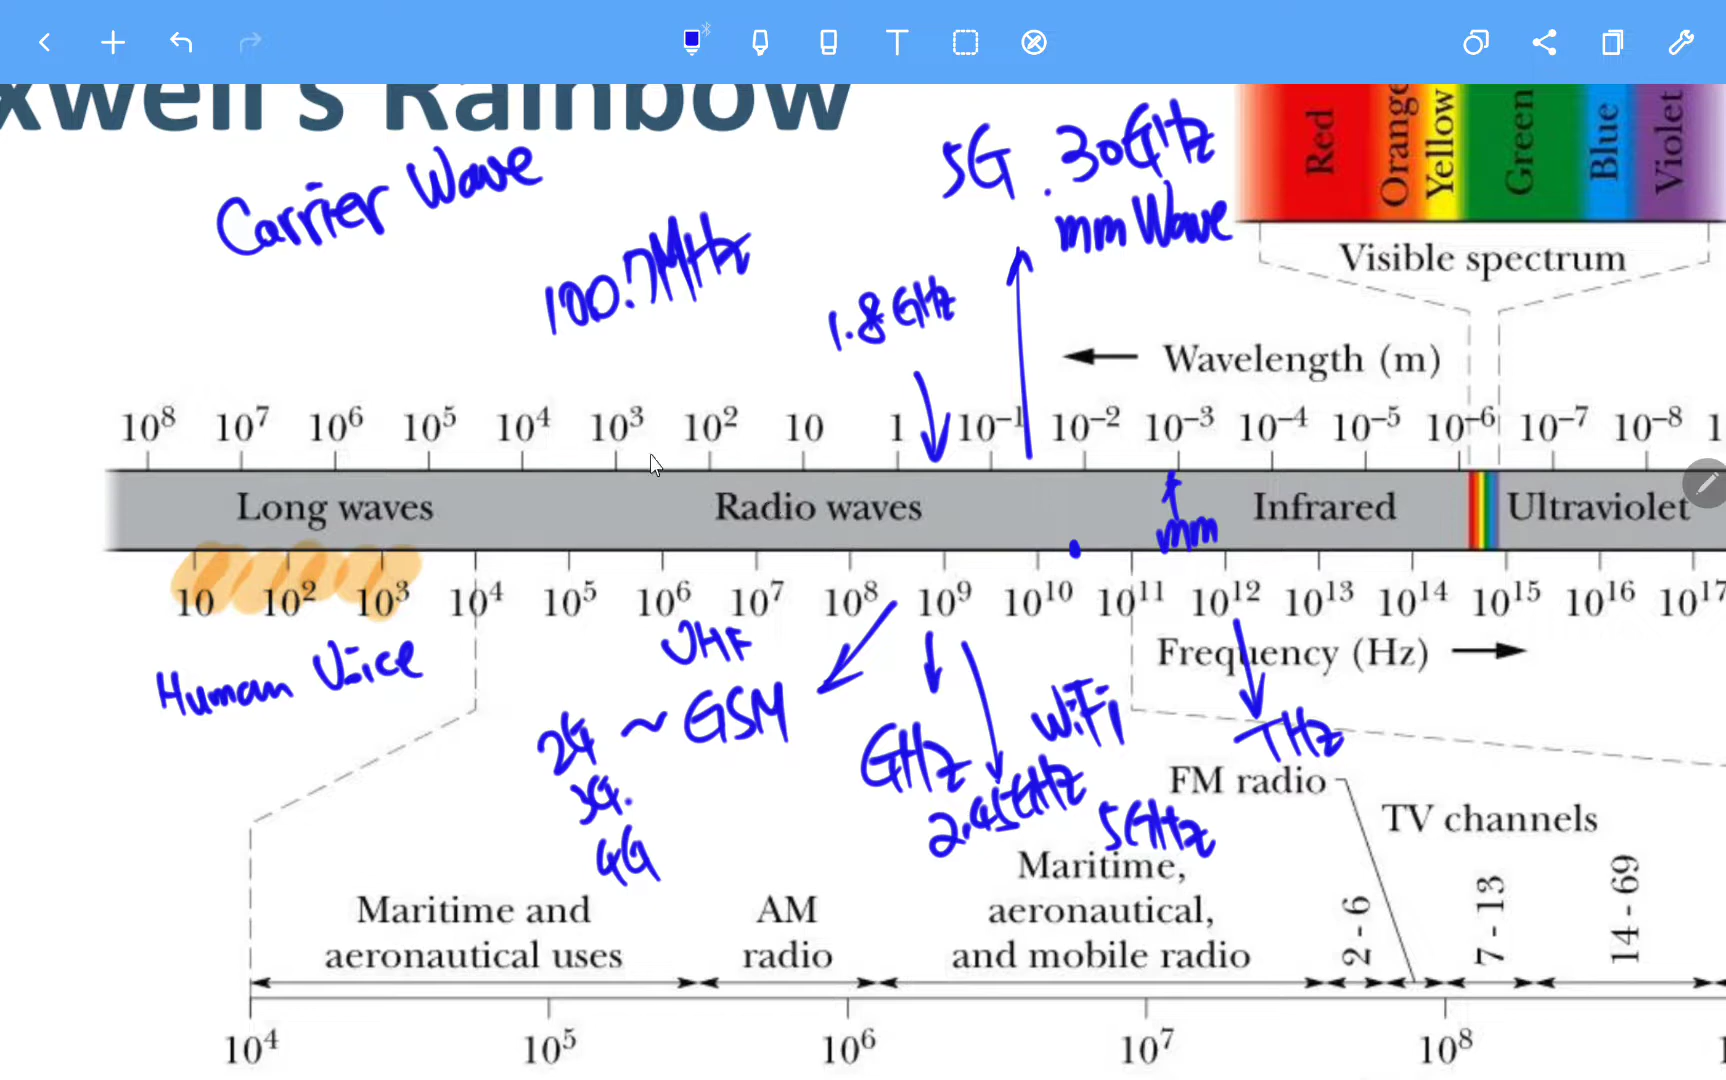 xwell's Rainbow
Carrier Wave
100.7MHz
5G . 30GHz
mm Wave
1.8GHz
Red Orange Yellow Green Blue Violet
Visible spectrum
Wavelength (m)
10⁸ 10⁷ 10⁶ 10⁵ 10⁴ 10³ 10² 10 1 10⁻¹ 10⁻² 10⁻³ 10⁻⁴ 10⁻⁵ 10⁻⁶ 10⁻⁷ 10⁻⁸ 1
Long waves Radio waves Infrared Ultraviolet
mm
10 10² 10³ 10⁴ 10⁵ 10⁶ 10⁷ 10⁸ 10⁹ 10¹⁰ 10¹¹ 10¹² 10¹³ 10¹⁴ 10¹⁵ 10¹⁶ 10¹⁷
Frequency (Hz)
Human Voice
UHF
2G ~ GSM
3G.
4G
GHz
WiFi
2.45GHz 5GHz
THz
FM radio
TV channels
Maritime and
aeronautical uses
AM
radio
Maritime,
aeronautical,
and mobile radio
2 - 6
7 - 13
14 - 69
10⁴ 10⁵ 10⁶ 10⁷ 10⁸ 1